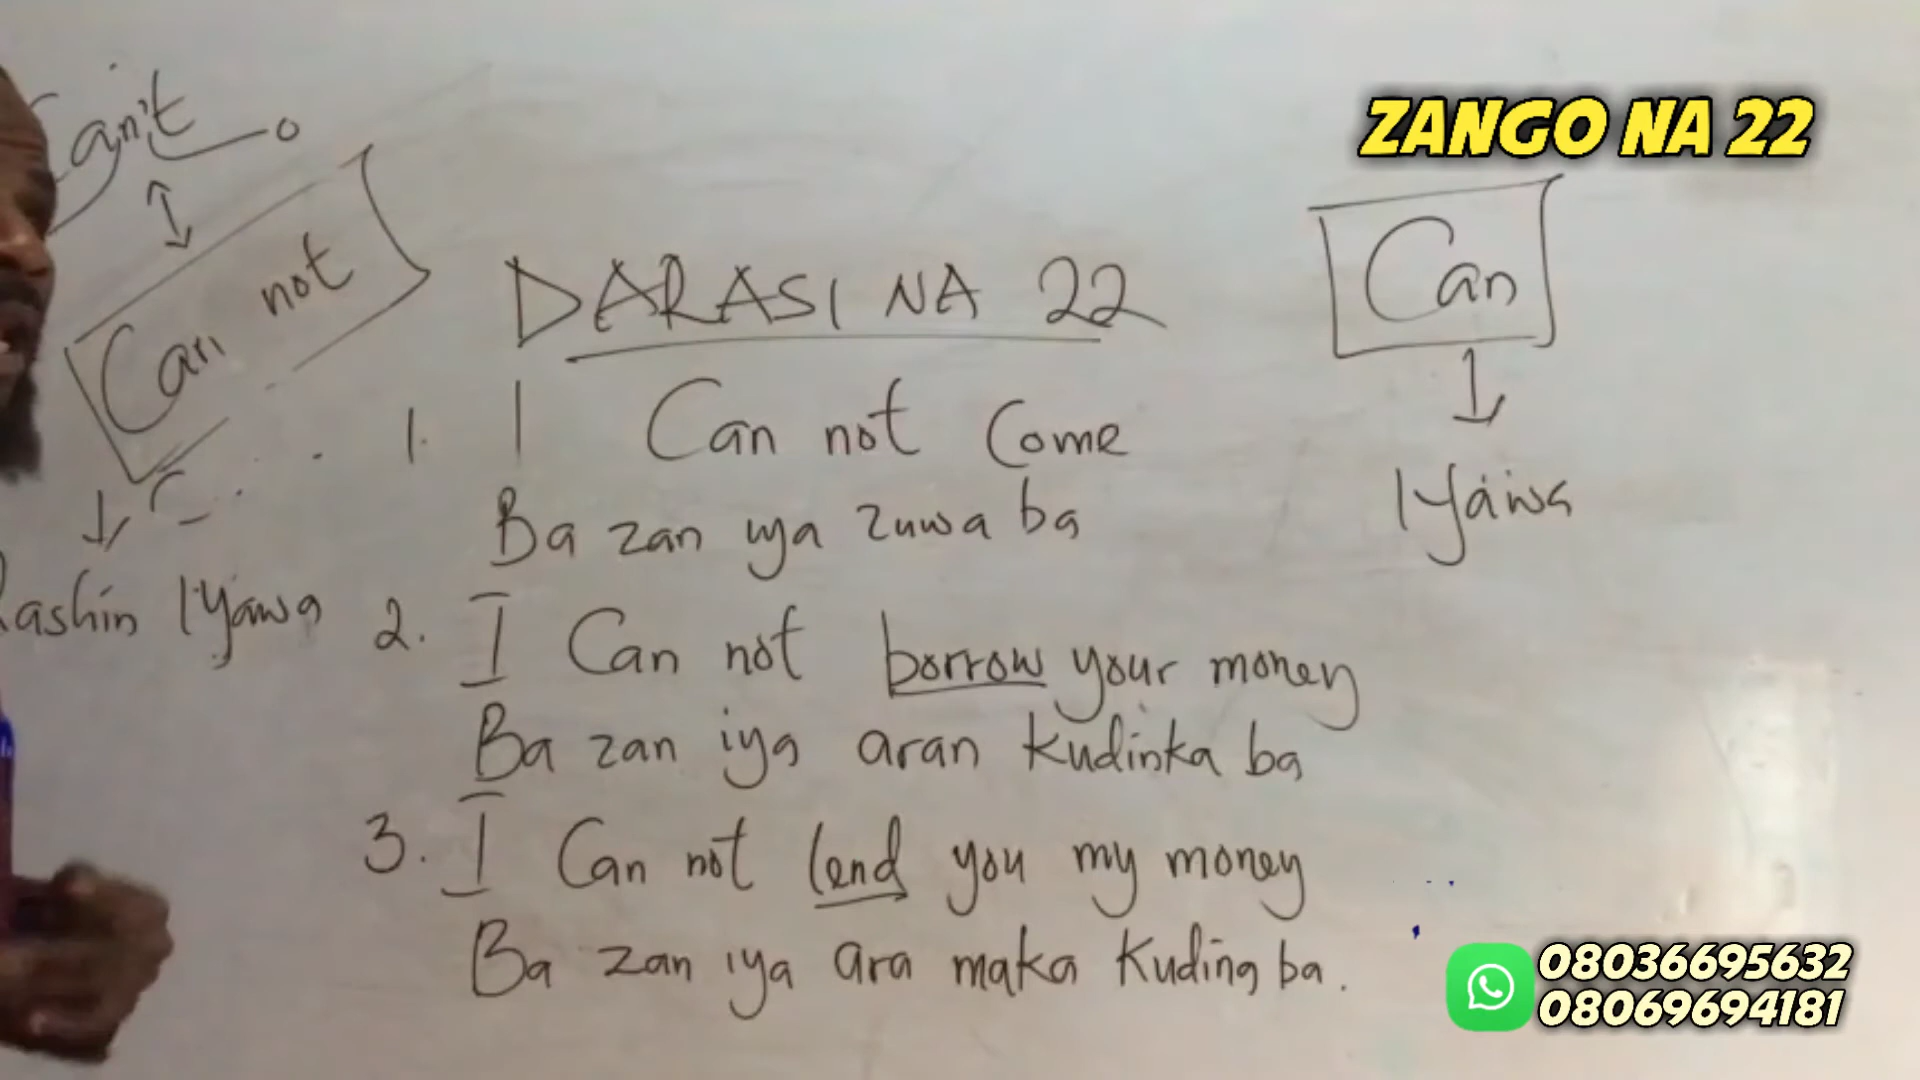 ZANGO NA 22
Can't
Can not
Rashin Iyawa
Can
Iyawa
DARASI NA 22
1. I Can not Come
Ba zan iya zuwa ba
2. I Can not borrow your money
Ba zan iya aran kudinka ba
3. I Can not lend you my money
Ba zan iya ara maka kudina ba.
08036695632
08069694181